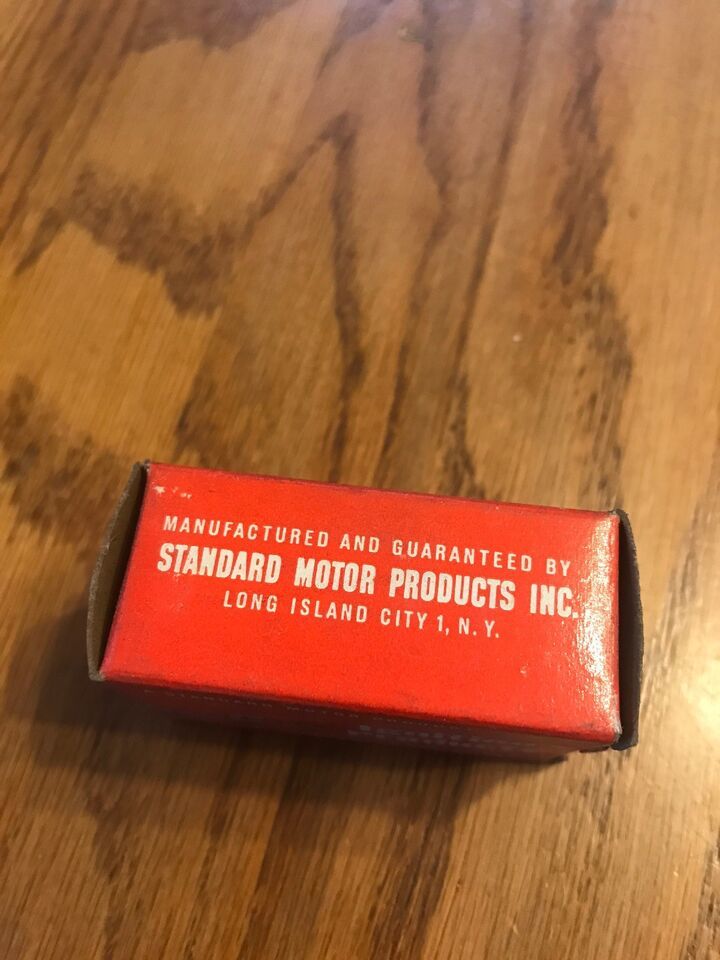 MANUFACTURED AND GUARANTEED BY
STANDARD MOTOR PRODUCTS INC.
LONG ISLAND CITY 1, N. Y.